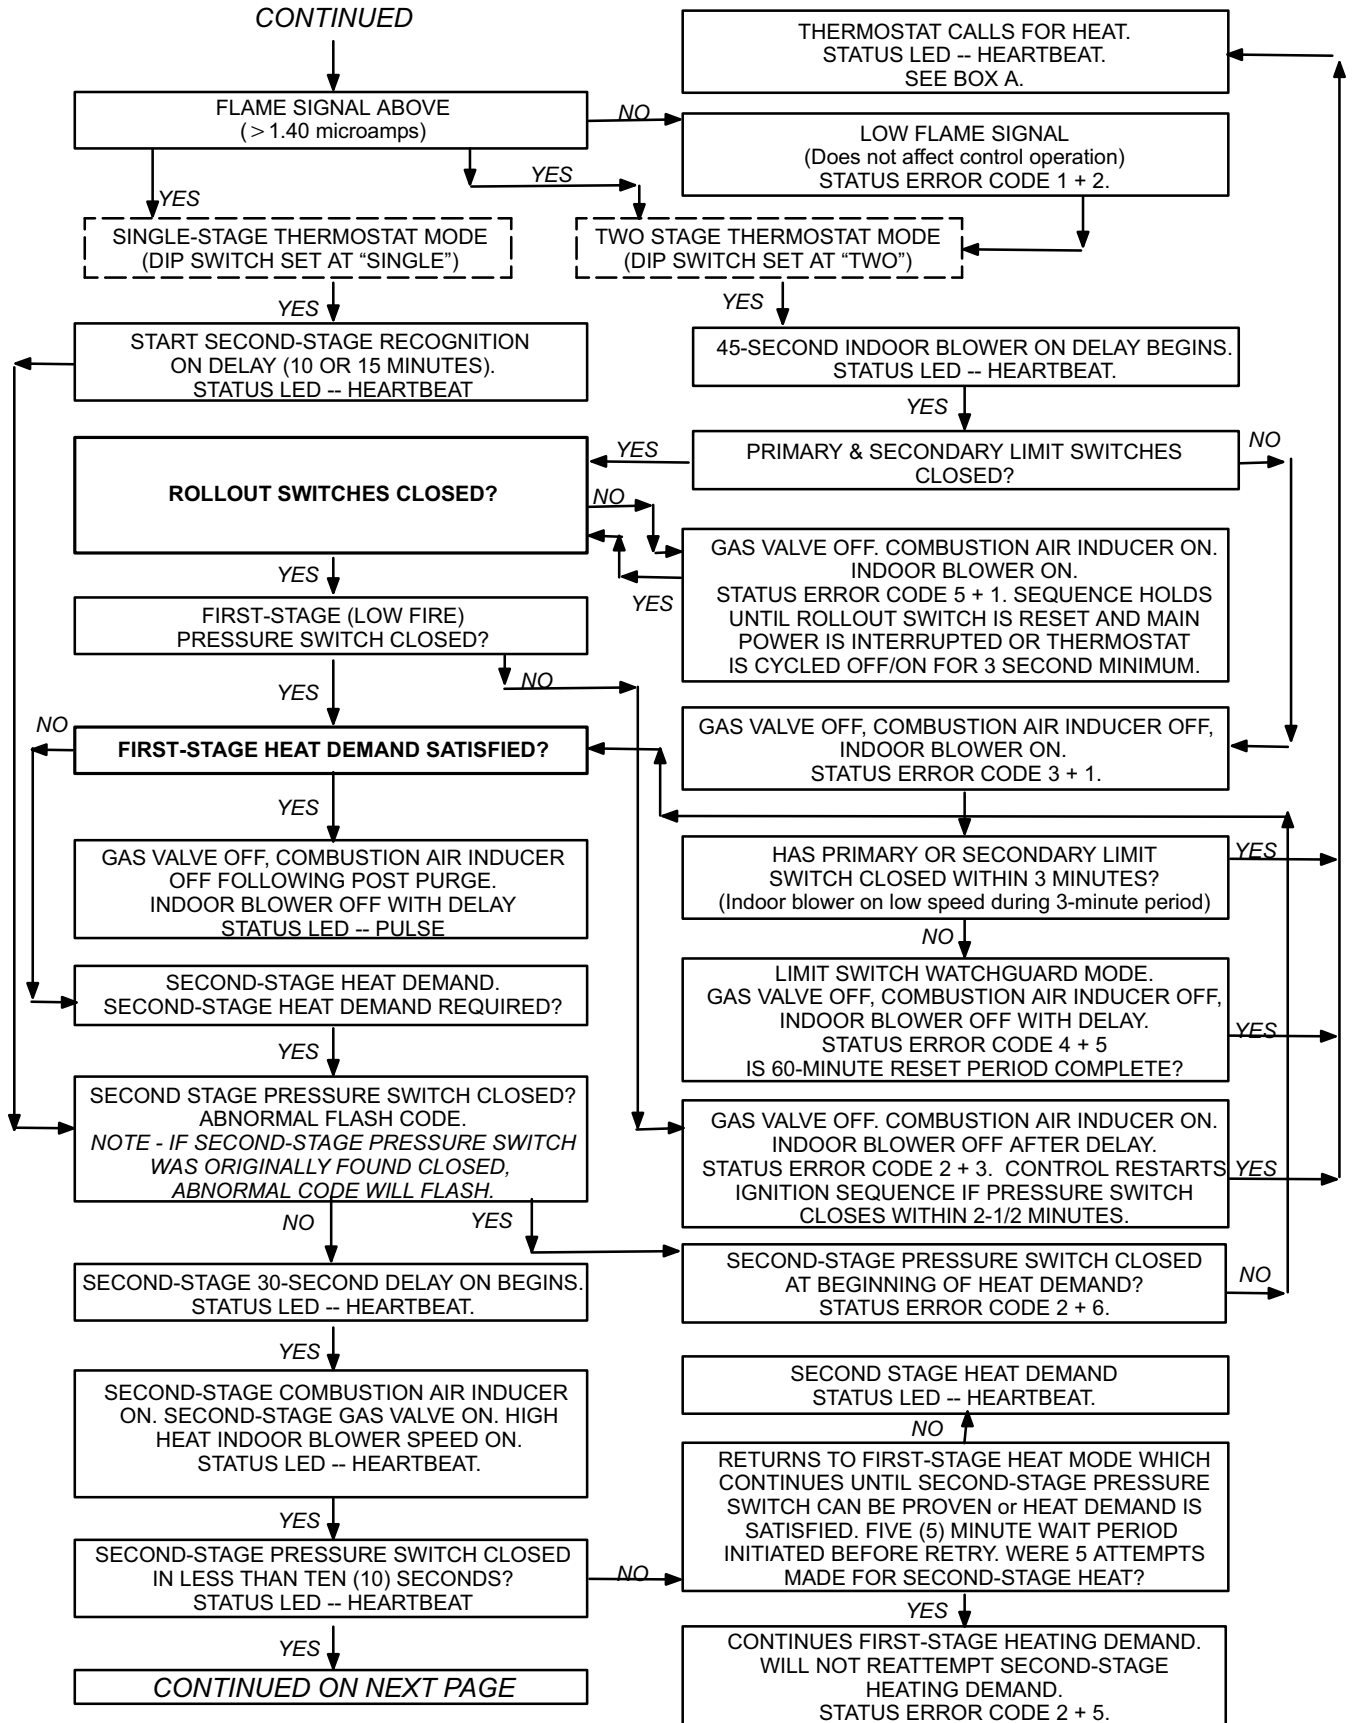 CONTINUED
THERMOSTAT CALLS FOR HEAT.
STATUS LED -- HEARTBEAT.
SEE BOX A.
FLAME SIGNAL ABOVE
(>1.40 microamps)
NO
LOW FLAME SIGNAL
(Does not affect control operation)
STATUS ERROR CODE 1 + 2.
YES
YES
SINGLE-STAGE THERMOSTAT MODE
(DIP SWITCH SET AT “SINGLE”)
TWO STAGE THERMOSTAT MODE
(DIP SWITCH SET AT “TWO”)
YES
YES
START SECOND-STAGE RECOGNITION
ON DELAY (10 OR 15 MINUTES).
STATUS LED -- HEARTBEAT
45-SECOND INDOOR BLOWER ON DELAY BEGINS.
STATUS LED -- HEARTBEAT.
YES
PRIMARY & SECONDARY LIMIT SWITCHES
CLOSED?
YES
NO
ROLLOUT SWITCHES CLOSED?
NO
YES
GAS VALVE OFF. COMBUSTION AIR INDUCER ON.
INDOOR BLOWER ON.
STATUS ERROR CODE 5 + 1. SEQUENCE HOLDS
UNTIL ROLLOUT SWITCH IS RESET AND MAIN
POWER IS INTERRUPTED OR THERMOSTAT
IS CYCLED OFF/ON FOR 3 SECOND MINIMUM.
YES
FIRST-STAGE (LOW FIRE)
PRESSURE SWITCH CLOSED?
NO
YES
NO
FIRST-STAGE HEAT DEMAND SATISFIED?
GAS VALVE OFF, COMBUSTION AIR INDUCER OFF,
INDOOR BLOWER ON.
STATUS ERROR CODE 3 + 1.
YES
GAS VALVE OFF, COMBUSTION AIR INDUCER
OFF FOLLOWING POST PURGE.
INDOOR BLOWER OFF WITH DELAY
STATUS LED -- PULSE
HAS PRIMARY OR SECONDARY LIMIT
SWITCH CLOSED WITHIN 3 MINUTES?
(Indoor blower on low speed during 3-minute period)
YES
NO
SECOND-STAGE HEAT DEMAND.
SECOND-STAGE HEAT DEMAND REQUIRED?
LIMIT SWITCH WATCHGUARD MODE.
GAS VALVE OFF, COMBUSTION AIR INDUCER OFF,
INDOOR BLOWER OFF WITH DELAY.
STATUS ERROR CODE 4 + 5
IS 60-MINUTE RESET PERIOD COMPLETE?
YES
YES
SECOND STAGE PRESSURE SWITCH CLOSED?
ABNORMAL FLASH CODE.
NOTE - IF SECOND-STAGE PRESSURE SWITCH
WAS ORIGINALLY FOUND CLOSED,
ABNORMAL CODE WILL FLASH.
GAS VALVE OFF. COMBUSTION AIR INDUCER ON.
INDOOR BLOWER OFF AFTER DELAY.
STATUS ERROR CODE 2 + 3. CONTROL RESTARTS
IGNITION SEQUENCE IF PRESSURE SWITCH
CLOSES WITHIN 2-1/2 MINUTES.
YES
NO
YES
SECOND-STAGE PRESSURE SWITCH CLOSED
AT BEGINNING OF HEAT DEMAND?
STATUS ERROR CODE 2 + 6.
NO
SECOND-STAGE 30-SECOND DELAY ON BEGINS.
STATUS LED -- HEARTBEAT.
YES
SECOND-STAGE COMBUSTION AIR INDUCER
ON. SECOND-STAGE GAS VALVE ON. HIGH
HEAT INDOOR BLOWER SPEED ON.
STATUS LED -- HEARTBEAT.
SECOND STAGE HEAT DEMAND
STATUS LED -- HEARTBEAT.
NO
RETURNS TO FIRST-STAGE HEAT MODE WHICH
CONTINUES UNTIL SECOND-STAGE PRESSURE
SWITCH CAN BE PROVEN or HEAT DEMAND IS
SATISFIED. FIVE (5) MINUTE WAIT PERIOD
INITIATED BEFORE RETRY. WERE 5 ATTEMPTS
MADE FOR SECOND-STAGE HEAT?
YES
SECOND-STAGE PRESSURE SWITCH CLOSED
IN LESS THAN TEN (10) SECONDS?
STATUS LED -- HEARTBEAT
NO
YES
YES
CONTINUED ON NEXT PAGE
CONTINUES FIRST-STAGE HEATING DEMAND.
WILL NOT REATTEMPT SECOND-STAGE
HEATING DEMAND.
STATUS ERROR CODE 2 + 5.